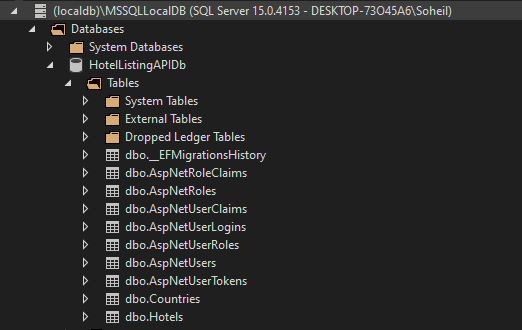 (localdb)\MSSQLLocalDB (SQL Server 15.0.4153 - DESKTOP-73O45A6\Soheil)
Databases
System Databases
HotelListingAPIDb
Tables
System Tables
External Tables
Dropped Ledger Tables
dbo.__EFMigrationsHistory
dbo.AspNetRoleClaims
dbo.AspNetRoles
dbo.AspNetUserClaims
dbo.AspNetUserLogins
dbo.AspNetUserRoles
dbo.AspNetUsers
dbo.AspNetUserTokens
dbo.Countries
dbo.Hotels